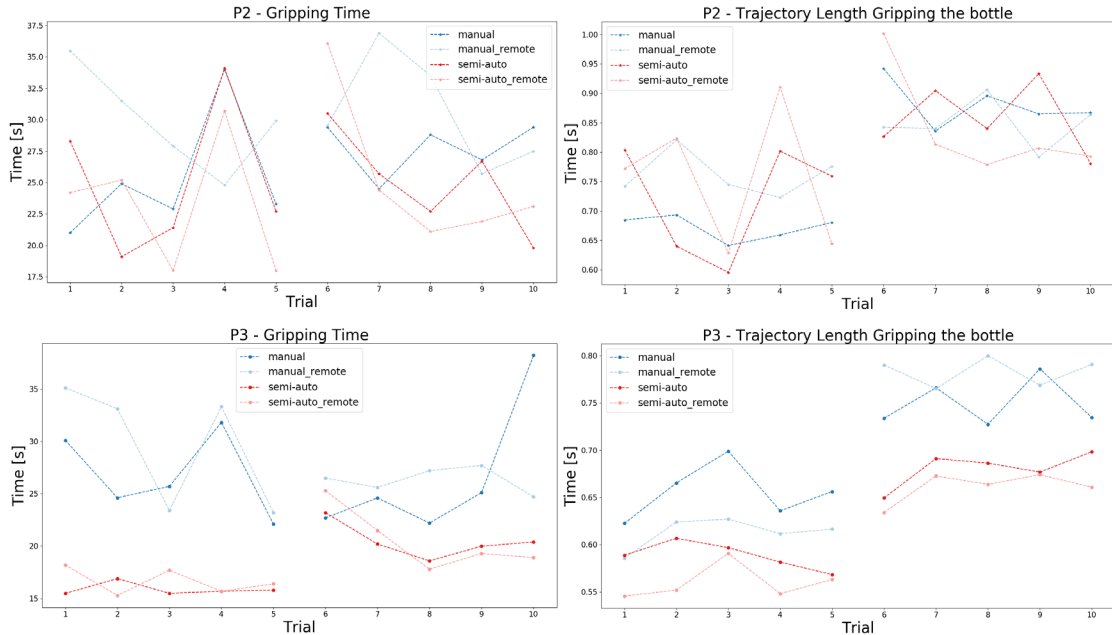 P2 - Gripping Time
manual
manual_remote
semi-auto
semi-auto_remote
Time [s]
37.5
35.0
32.5
30.0
27.5
25.0
22.5
20.0
17.5
1 2 3 4 5 6 7 8 9 10
Trial
P2 - Trajectory Length Gripping the bottle
manual
manual_remote
semi-auto
semi-auto_remote
Time [s]
1.00
0.95
0.90
0.85
0.80
0.75
0.70
0.65
0.60
1 2 3 4 5 6 7 8 9 10
Trial
P3 - Gripping Time
manual
manual_remote
semi-auto
semi-auto_remote
Time [s]
35
30
25
20
15
1 2 3 4 5 6 7 8 9 10
Trial
P3 - Trajectory Length Gripping the bottle
manual
manual_remote
semi-auto
semi-auto_remote
Time [s]
0.80
0.75
0.70
0.65
0.60
0.55
1 2 3 4 5 6 7 8 9 10
Trial